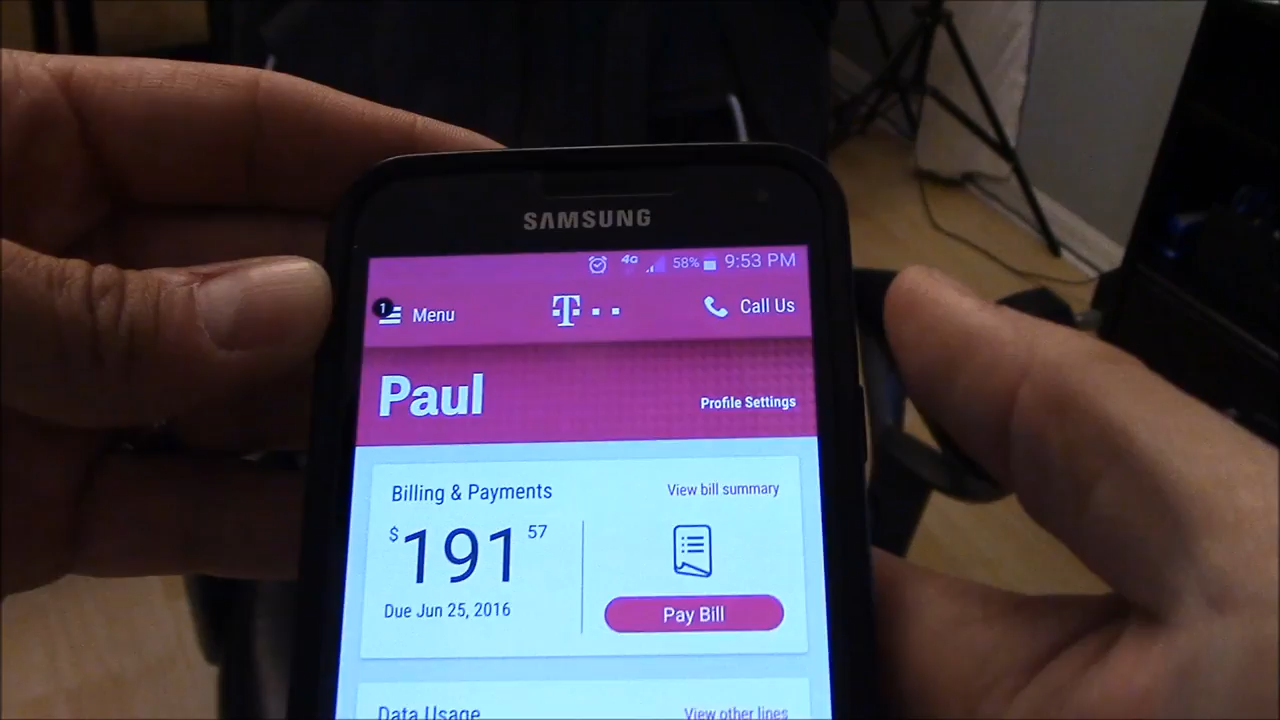 SAMSUNG
4G 58% 9:53 PM
1 Menu T Call Us
Paul
Profile Settings
Billing & Payments View bill summary
$191 57
Due Jun 25, 2016
Pay Bill
Data Usage View other lines